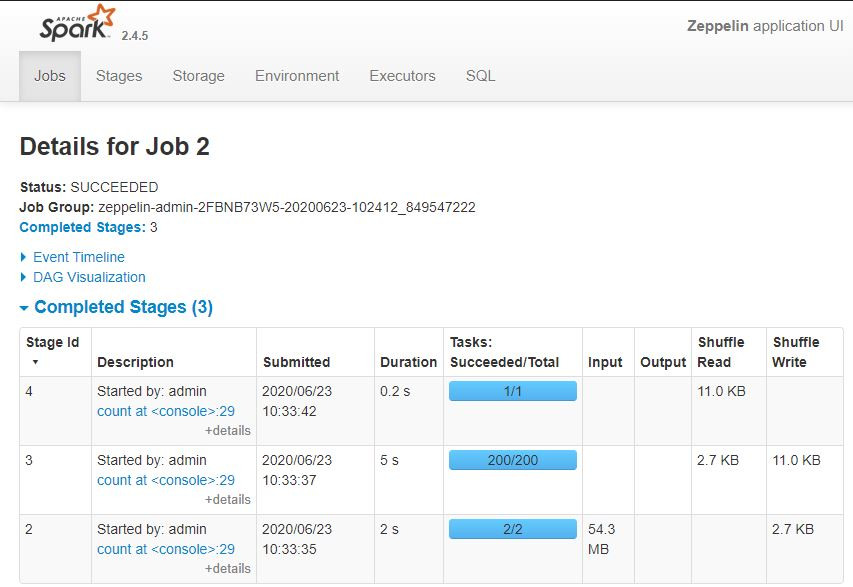 APACHE
Spark 2.4.5
Zeppelin application UI
Jobs Stages Storage Environment Executors SQL
Details for Job 2
Status: SUCCEEDED
Job Group: zeppelin-admin-2FBNB73W5-20200623-102412_849547222
Completed Stages: 3
Event Timeline
DAG Visualization
Completed Stages (3)
Stage Id Description Submitted Duration Tasks: Succeeded/Total Input Output Shuffle Read Shuffle Write
4 Started by: admin 2020/06/23 0.2 s 1/1 11.0 KB
count at <console>:29 10:33:42
+details
3 Started by: admin 2020/06/23 5 s 200/200 2.7 KB 11.0 KB
count at <console>:29 10:33:37
+details
2 Started by: admin 2020/06/23 2 s 2/2 54.3 2.7 KB
count at <console>:29 10:33:35 MB
+details